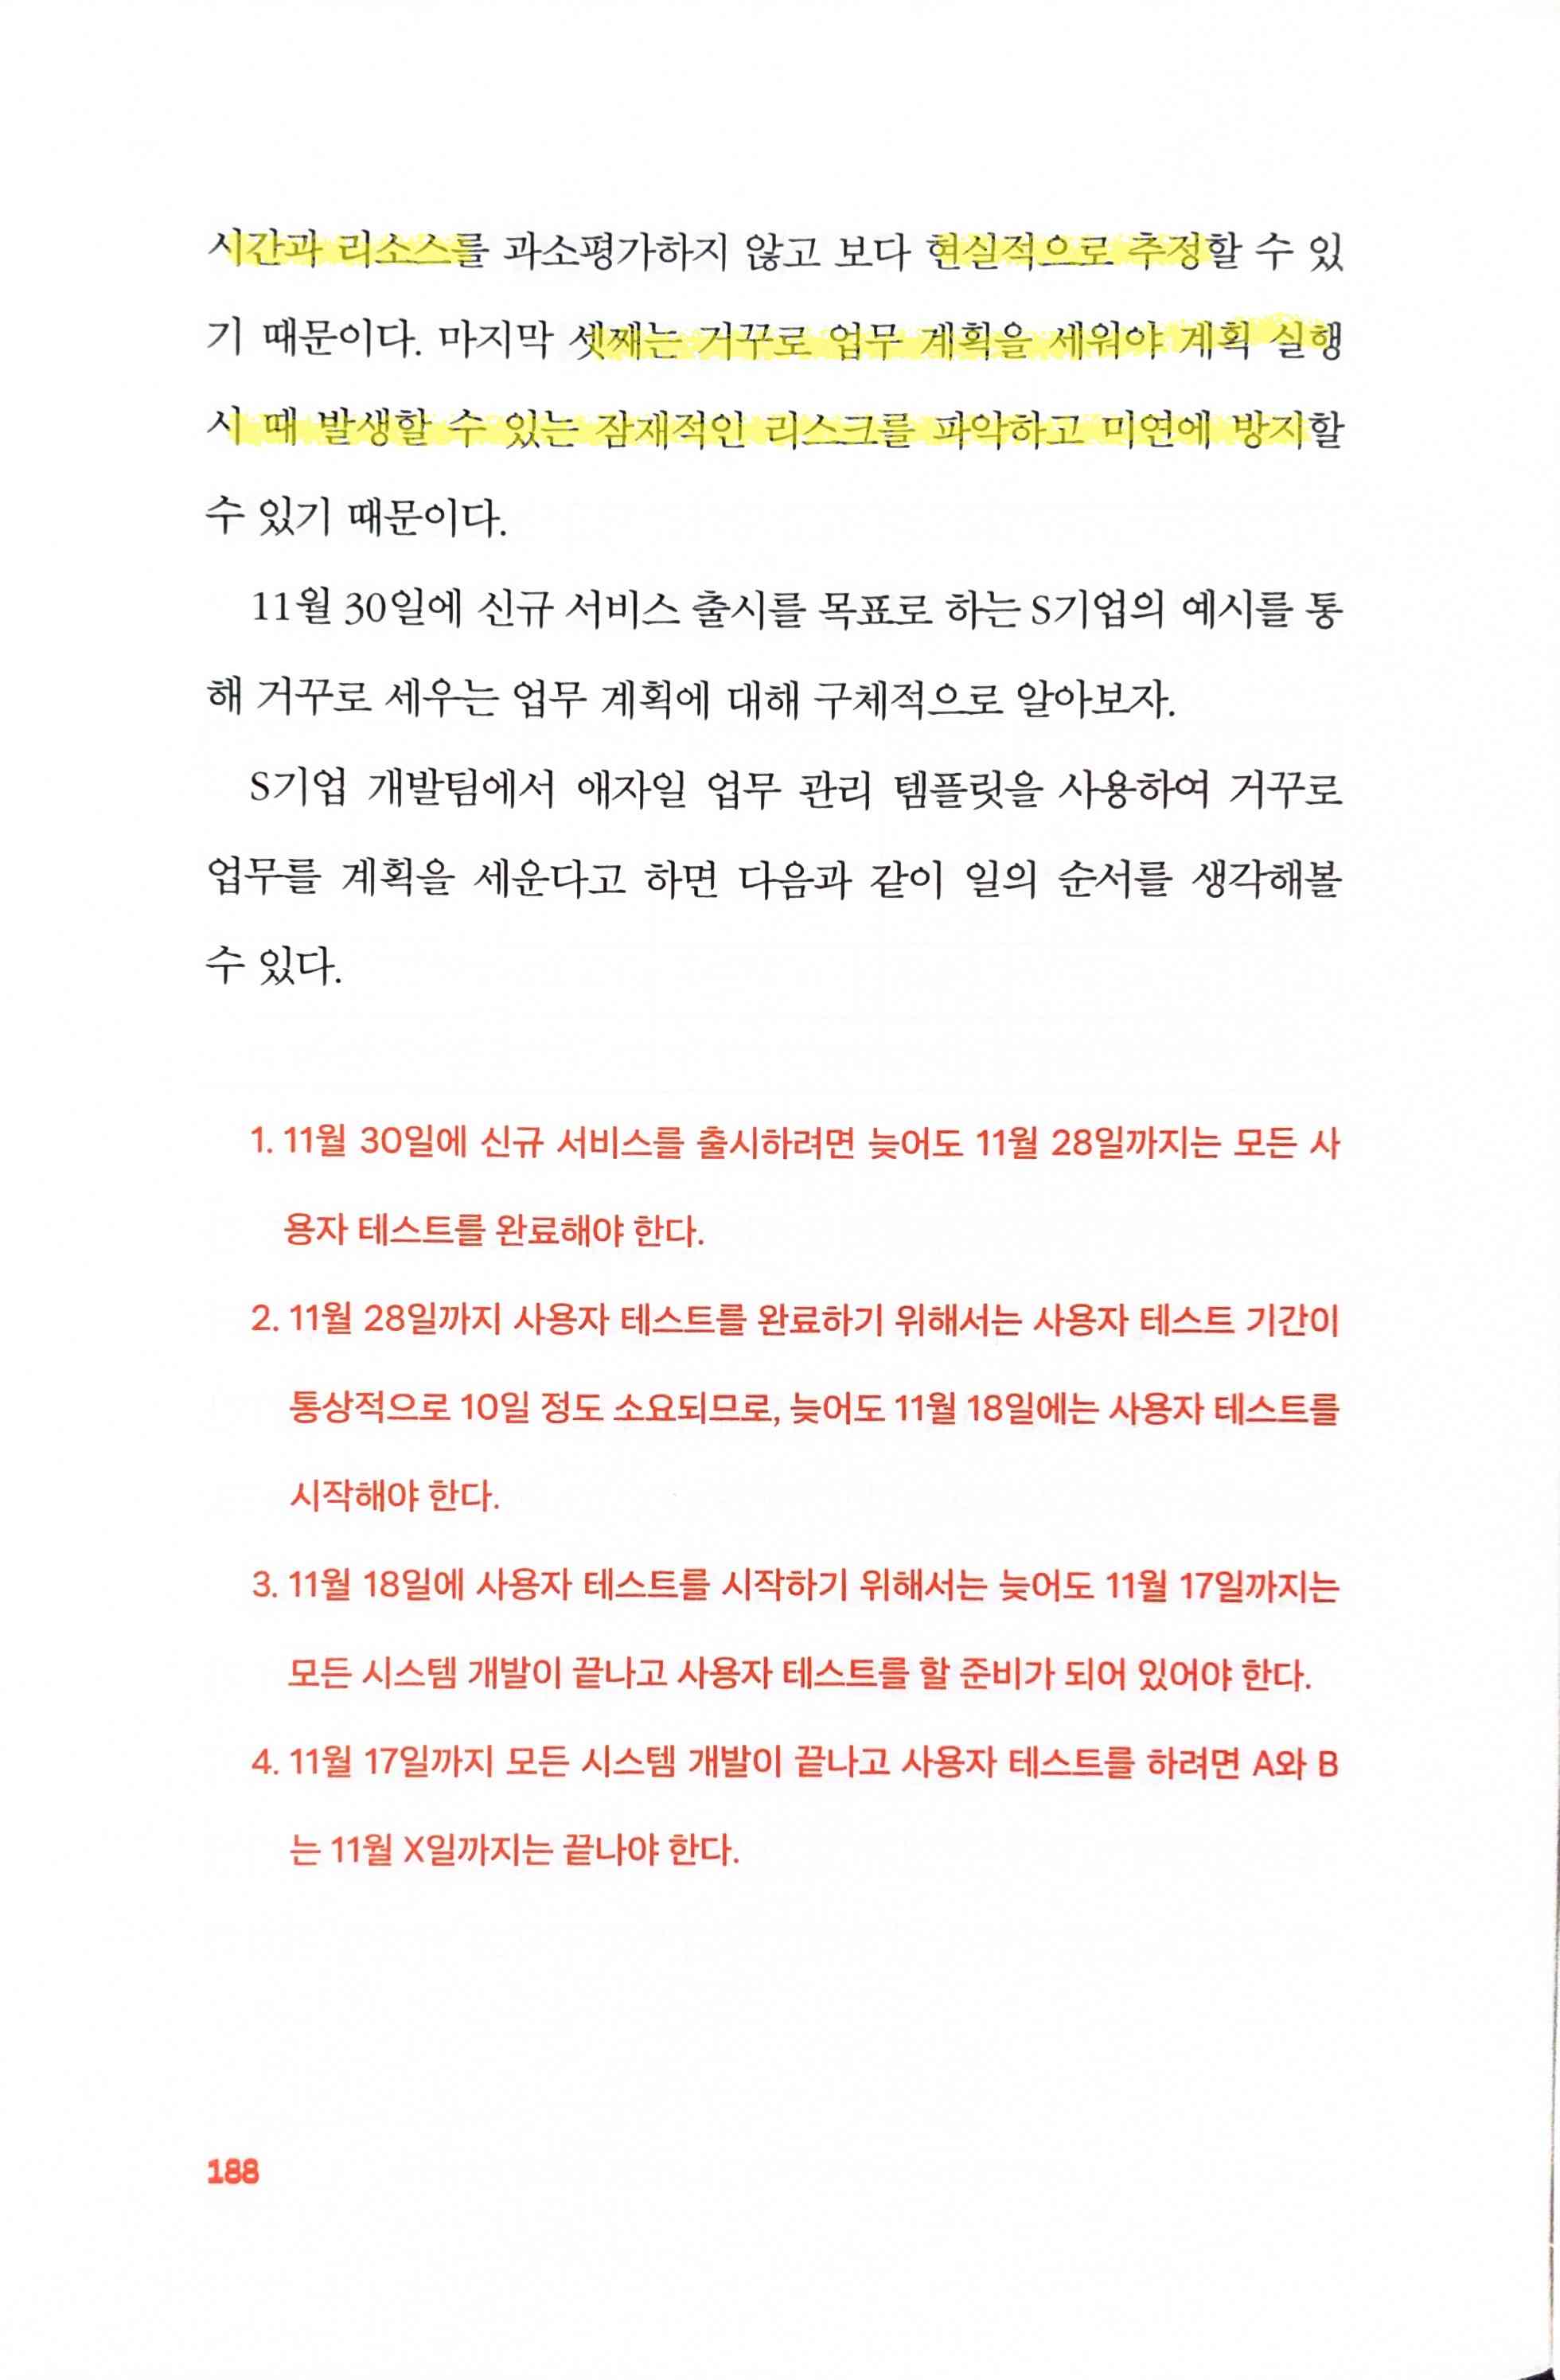 시간과 리소스를 과소평가하지 않고 보다 현실적으로 추정할 수 있
기 때문이다. 마지막 셋째는 거꾸로 업무 계획을 세워야 계획 실행
시 때 발생할 수 있는 잠재적인 리스크를 파악하고 미연에 방지할
수 있기 때문이다.
11월 30일에 신규 서비스 출시를 목표로 하는 S기업의 예시를 통
해 거꾸로 세우는 업무 계획에 대해 구체적으로 알아보자.
S기업 개발팀에서 애자일 업무 관리 템플릿을 사용하여 거꾸로
업무를 계획을 세운다고 하면 다음과 같이 일의 순서를 생각해볼
수 있다.
1. 11월 30일에 신규 서비스를 출시하려면 늦어도 11월 28일까지는 모든 사
용자 테스트를 완료해야 한다.
2. 11월 28일까지 사용자 테스트를 완료하기 위해서는 사용자 테스트 기간이
통상적으로 10일 정도 소요되므로, 늦어도 11월 18일에는 사용자 테스트를
시작해야 한다.
3. 11월 18일에 사용자 테스트를 시작하기 위해서는 늦어도 11월 17일까지는
모든 시스템 개발이 끝나고 사용자 테스트를 할 준비가 되어 있어야 한다.
4. 11월 17일까지 모든 시스템 개발이 끝나고 사용자 테스트를 하려면 A와 B
는 11월 X일까지는 끝나야 한다.
188